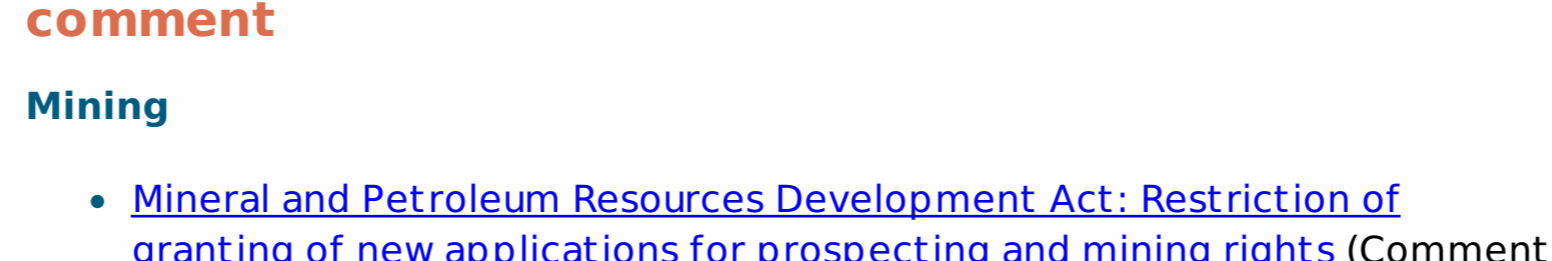 comment
Mining
• Mineral and Petroleum Resources Development Act: Restriction of
granting of new applications for prospecting and mining rights (Comment